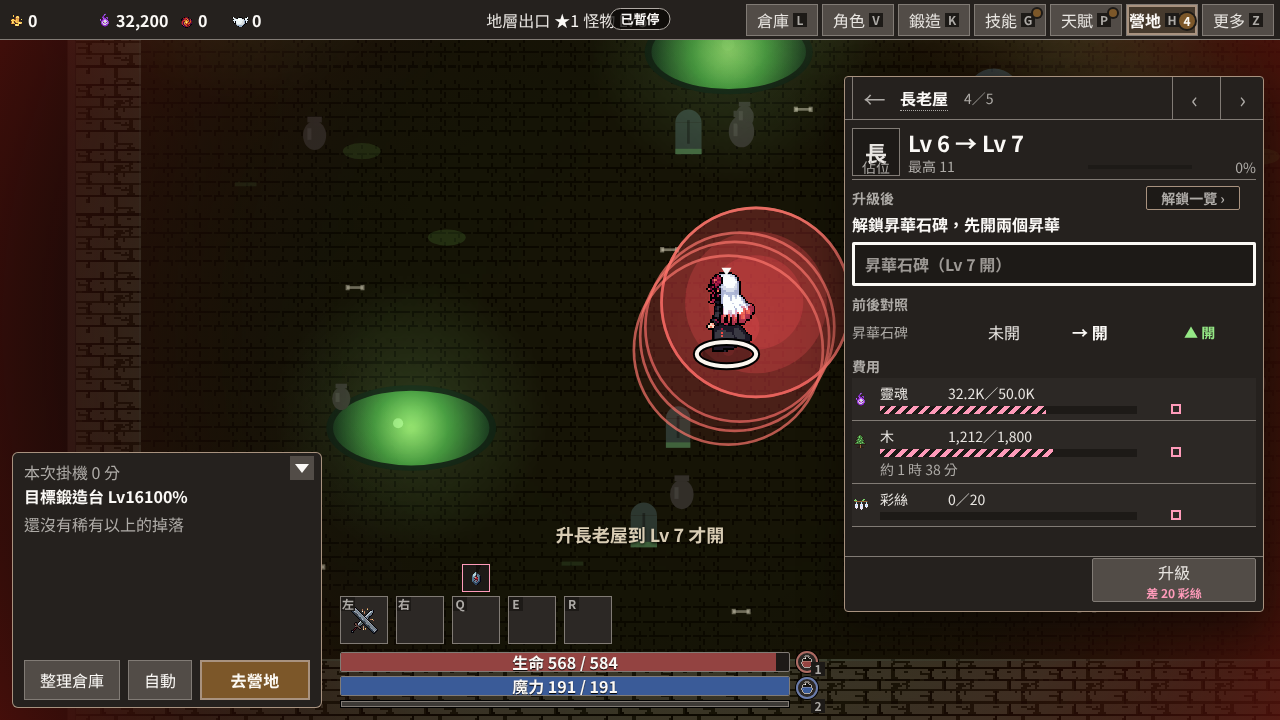 0
32,200
0
0
地層出口 ★1 怪物
已暫停
倉庫 L
角色 V
鍛造 K
技能 G
天賦 P
營地 H 4
更多 Z
← 長老屋 4／5 ‹ ›
長
佔位
Lv 6 → Lv 7
最高 11
0%
升級後
解鎖一覽 ›
解鎖昇華石碑，先開兩個昇華
昇華石碑（Lv 7 開）
前後對照
昇華石碑 未開 → 開 ▲ 開
費用
靈魂 32.2K／50.0K
木 1,212／1,800
約 1 時 38 分
彩絲 0／20
升級
差 20 彩絲
本次掛機 0 分
目標鍛造台 Lv16100%
還沒有稀有以上的掉落
整理倉庫
自動
去營地
升長老屋到 Lv 7 才開
左
右
Q
E
R
生命 568 / 584
1
魔力 191 / 191
2